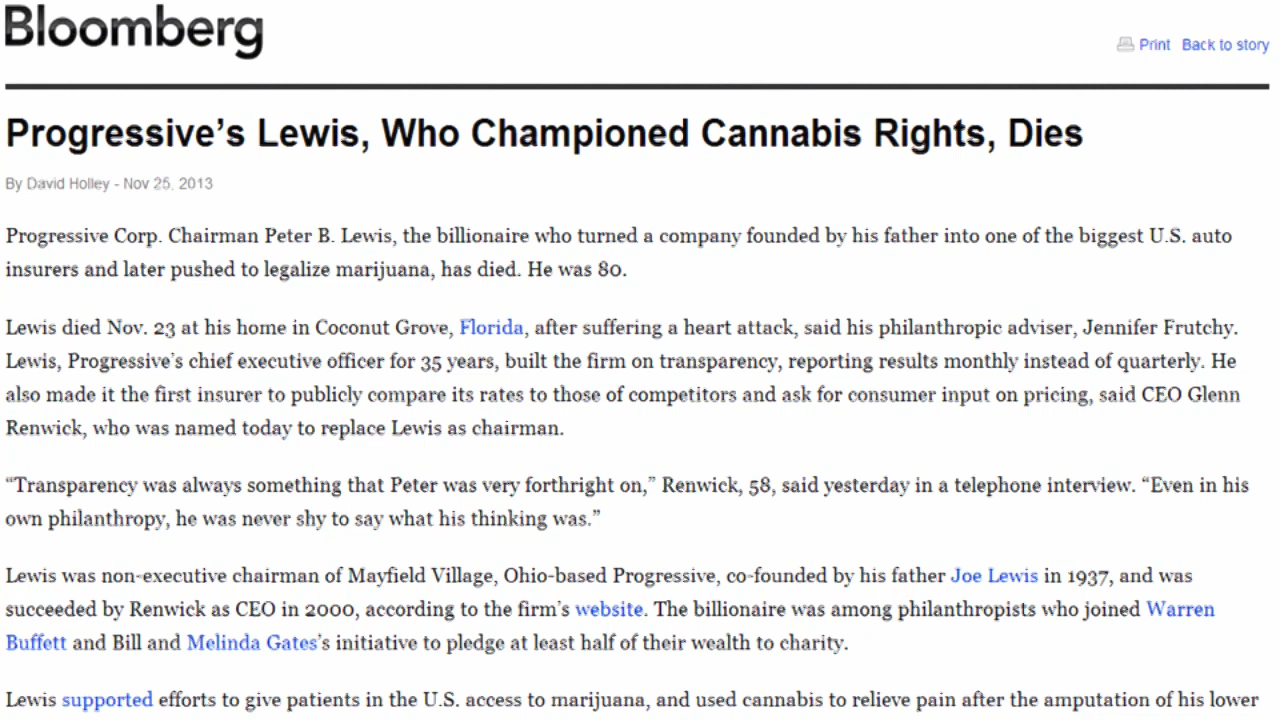 Bloomberg
Print Back to story
Progressive’s Lewis, Who Championed Cannabis Rights, Dies
By David Holley - Nov 25, 2013
Progressive Corp. Chairman Peter B. Lewis, the billionaire who turned a company founded by his father into one of the biggest U.S. auto
insurers and later pushed to legalize marijuana, has died. He was 80.
Lewis died Nov. 23 at his home in Coconut Grove, Florida, after suffering a heart attack, said his philanthropic adviser, Jennifer Frutchy.
Lewis, Progressive’s chief executive officer for 35 years, built the firm on transparency, reporting results monthly instead of quarterly. He
also made it the first insurer to publicly compare its rates to those of competitors and ask for consumer input on pricing, said CEO Glenn
Renwick, who was named today to replace Lewis as chairman.
“Transparency was always something that Peter was very forthright on,” Renwick, 58, said yesterday in a telephone interview. “Even in his
own philanthropy, he was never shy to say what his thinking was.”
Lewis was non-executive chairman of Mayfield Village, Ohio-based Progressive, co-founded by his father Joe Lewis in 1937, and was
succeeded by Renwick as CEO in 2000, according to the firm’s website. The billionaire was among philanthropists who joined Warren
Buffett and Bill and Melinda Gates’s initiative to pledge at least half of their wealth to charity.
Lewis supported efforts to give patients in the U.S. access to marijuana, and used cannabis to relieve pain after the amputation of his lower